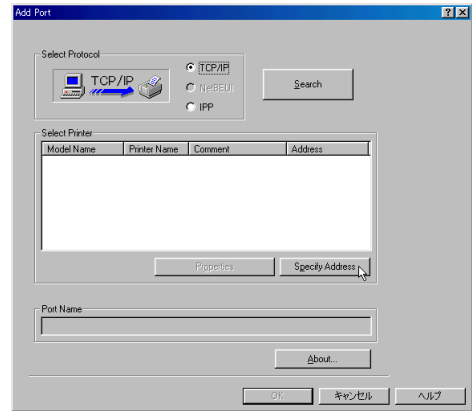 Add Port
Select Protocol
TCP/IP
TCP/IP
NetBEUI
IPP
Search
Select Printer
Model Name Printer Name Comment Address
Properties
Specify Address
Port Name
About...
OK キャンセル ヘルプ